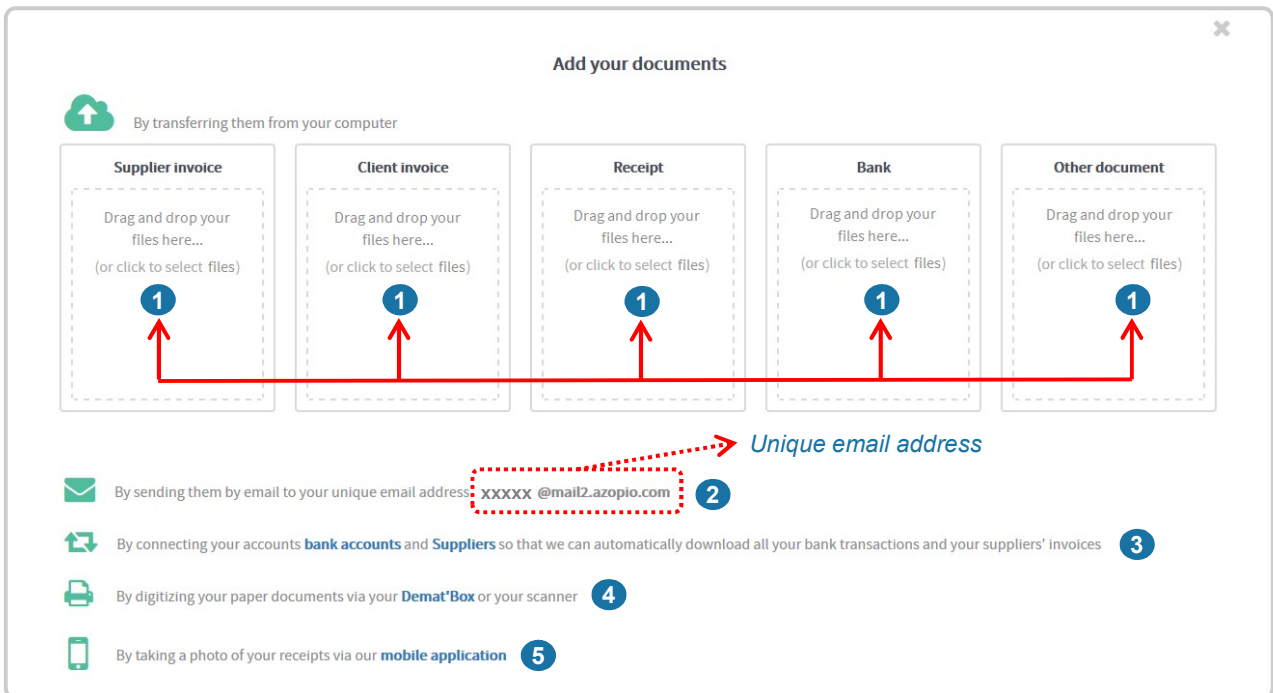 Add your documents
By transferring them from your computer
Supplier invoice
Drag and drop your
files here...
(or click to select files)
1
Client invoice
Drag and drop your
files here...
(or click to select files)
1
Receipt
Drag and drop your
files here...
(or click to select files)
1
Bank
Drag and drop your
files here...
(or click to select files)
1
Other document
Drag and drop your
files here...
(or click to select files)
1
Unique email address
By sending them by email to your unique email address xxxxx @mail2.azopio.com 2
By connecting your accounts bank accounts and Suppliers so that we can automatically download all your bank transactions and your suppliers' invoices 3
By digitizing your paper documents via your Demat'Box or your scanner 4
By taking a photo of your receipts via our mobile application 5